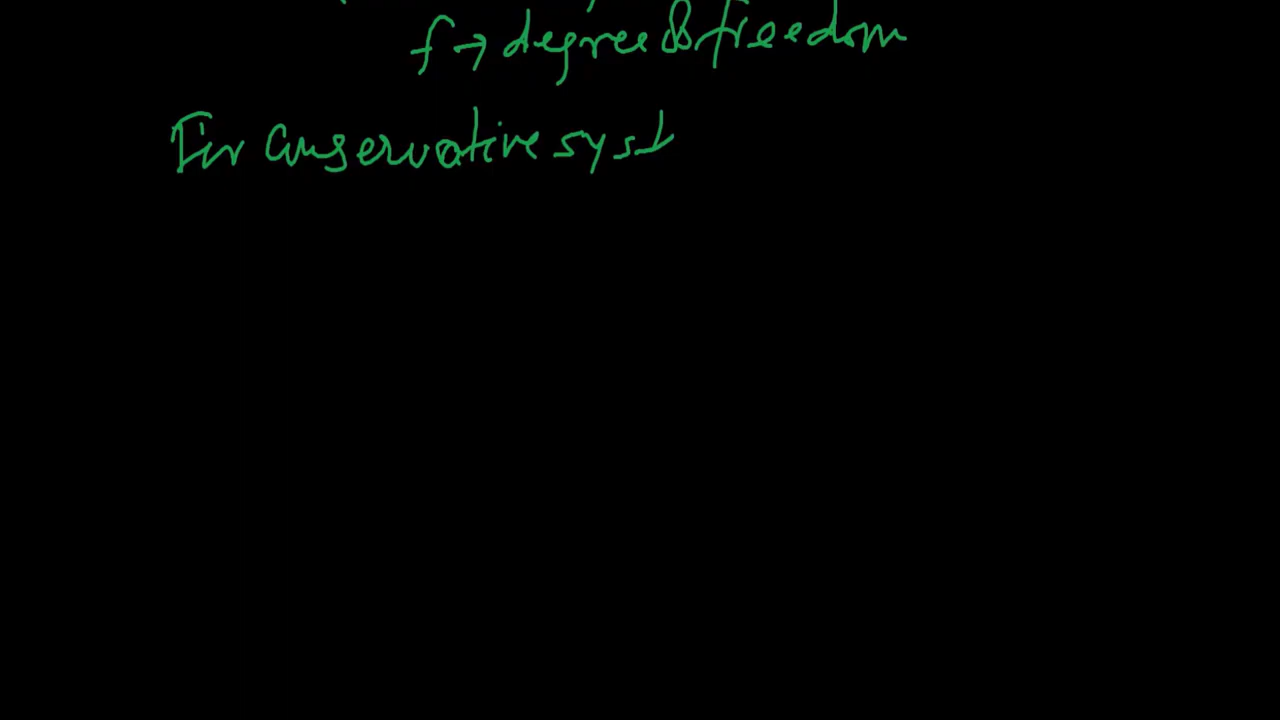 f → degree of freedom
For conservative syst